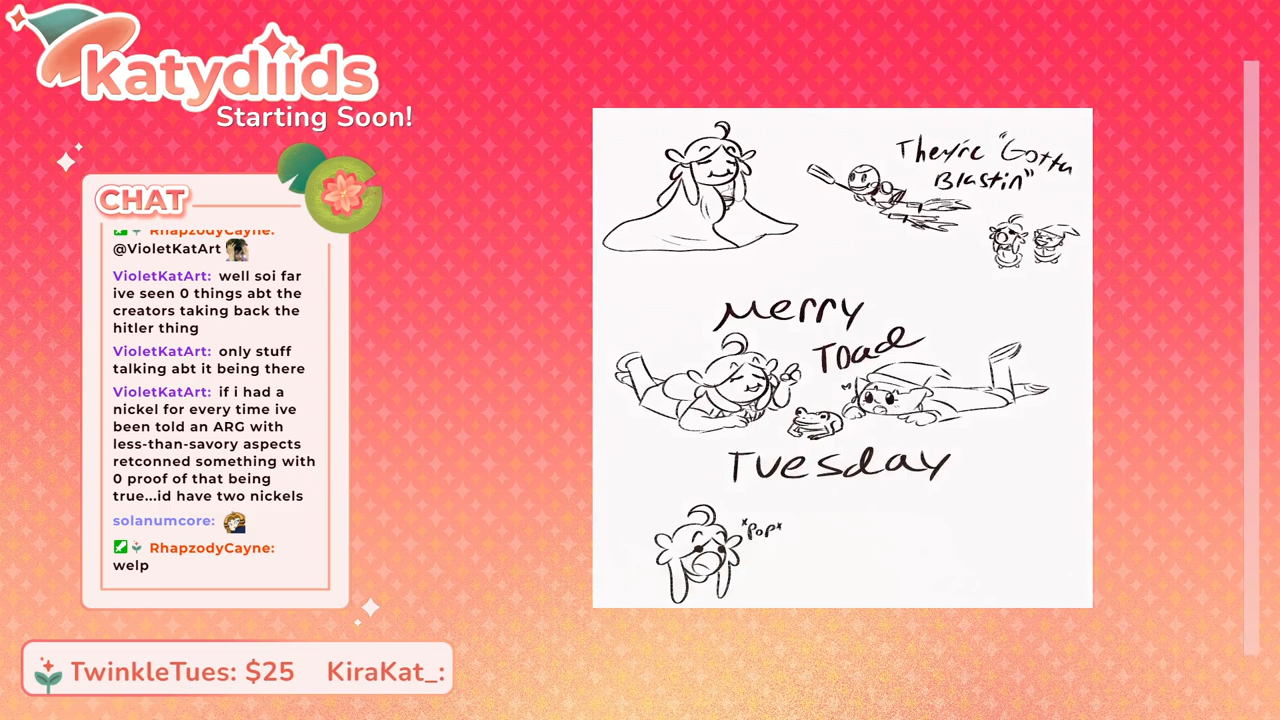 Katydiids
Starting Soon!
CHAT
RhapzodyCayne:
@VioletKatArt
VioletKatArt: well soi far
ive seen 0 things abt the
creators taking back the
hitler thing
VioletKatArt: only stuff
talking abt it being there
VioletKatArt: if i had a
nickel for every time ive
been told an ARG with
less-than-savory aspects
retconned something with
0 proof of that being
true...id have two nickels
solanumcore:
RhapzodyCayne:
welp
TwinkleTues: $25 KiraKat_:
They're "Gotta
Blastin"
Merry
Toad
Tuesday
*Pop*